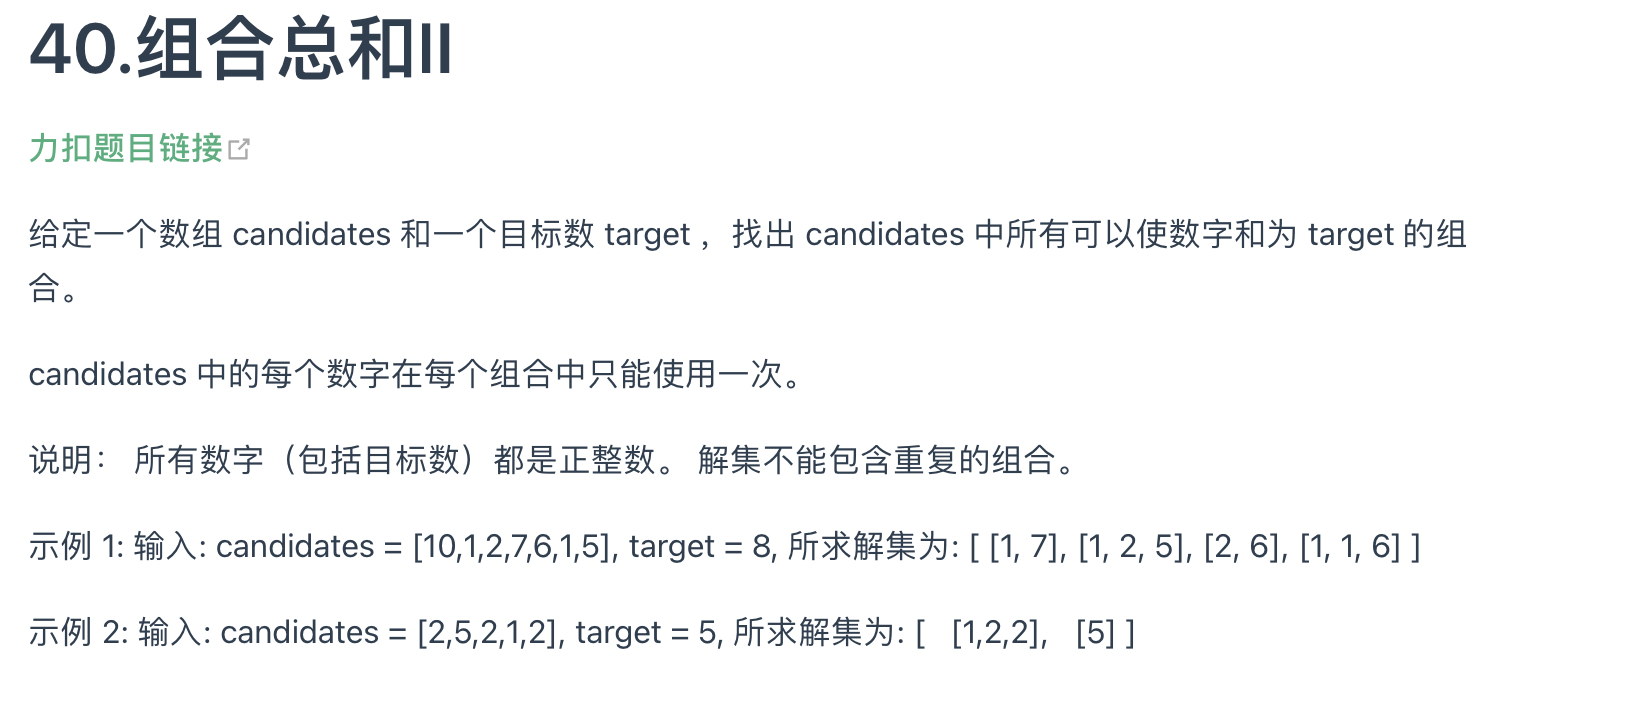 40.组合总和II
力扣题目链接
给定一个数组 candidates 和一个目标数 target ，找出 candidates 中所有可以使数字和为 target 的组
合。
candidates 中的每个数字在每个组合中只能使用一次。
说明： 所有数字（包括目标数）都是正整数。 解集不能包含重复的组合。
示例 1: 输入: candidates = [10,1,2,7,6,1,5], target = 8, 所求解集为: [ [1, 7], [1, 2, 5], [2, 6], [1, 1, 6] ]
示例 2: 输入: candidates = [2,5,2,1,2], target = 5, 所求解集为: [   [1,2,2],   [5] ]